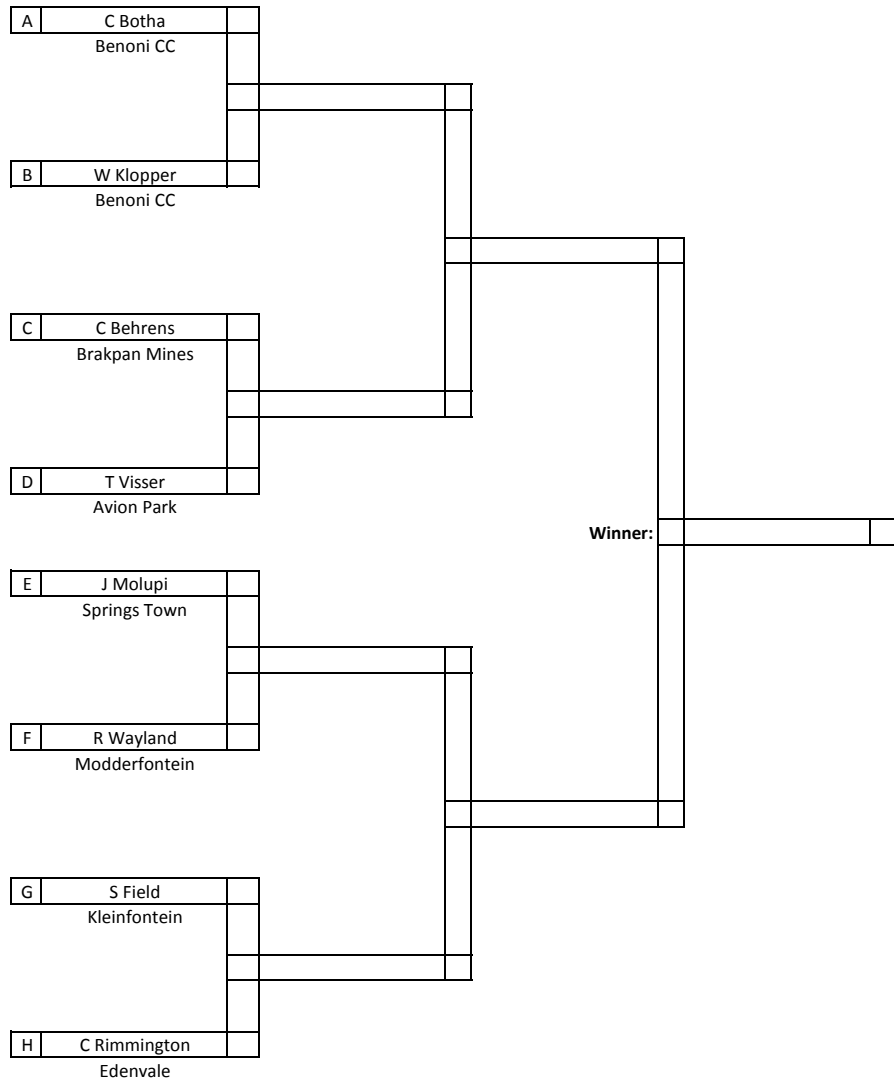 A C Botha
Benoni CC
B W Klopper
Benoni CC
C C Behrens
Brakpan Mines
D T Visser
Avion Park
Winner:
E J Molupi
Springs Town
F R Wayland
Modderfontein
G S Field
Kleinfontein
H C Rimmington
Edenvale